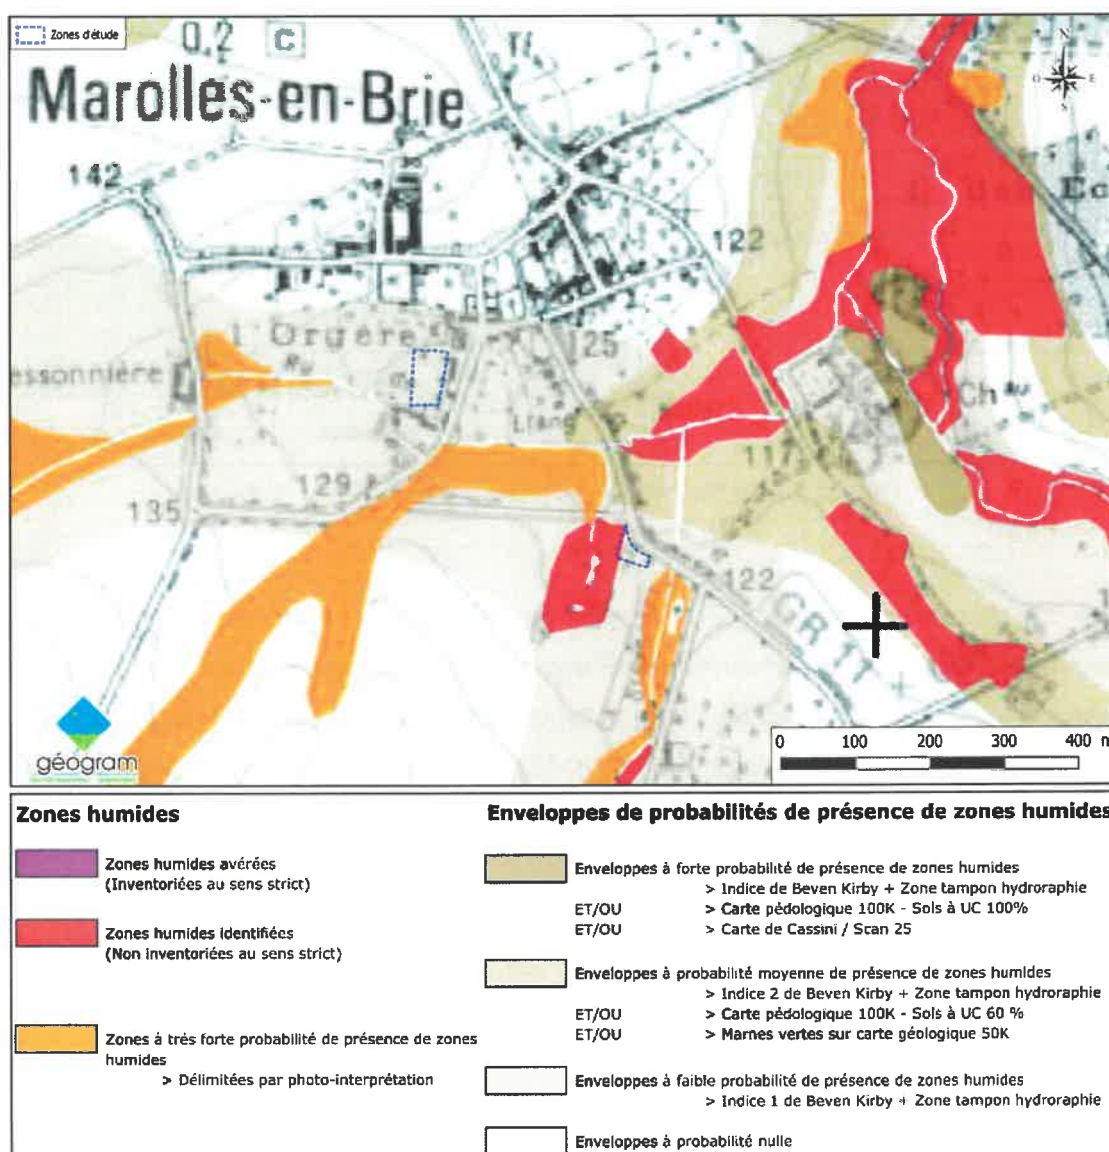 Zones d'étude
0,2 C
Marolles-en-Brie
N
O E
S
142
122
l'Orgère
125
essonnière
Ru
Ch au
117
129
135
122
GR 11
géogram
0 100 200 300 400 m
Zones humides
Zones humides avérées
(Inventoriées au sens strict)
Zones humides identifiées
(Non inventoriées au sens strict)
Zones à très forte probabilité de présence de zones
humides
> Délimitées par photo-interprétation
Enveloppes de probabilités de présence de zones humides
Enveloppes à forte probabilité de présence de zones humides
> Indice de Beven Kirby + Zone tampon hydroraphie
ET/OU > Carte pédologique 100K - Sols à UC 100%
ET/OU > Carte de Cassini / Scan 25
Enveloppes à probabilité moyenne de présence de zones humides
> Indice 2 de Beven Kirby + Zone tampon hydroraphie
ET/OU > Carte pédologique 100K - Sols à UC 60 %
ET/OU > Marnes vertes sur carte géologique 50K
Enveloppes à faible probabilité de présence de zones humides
> Indice 1 de Beven Kirby + Zone tampon hydroraphie
Enveloppes à probabilité nulle